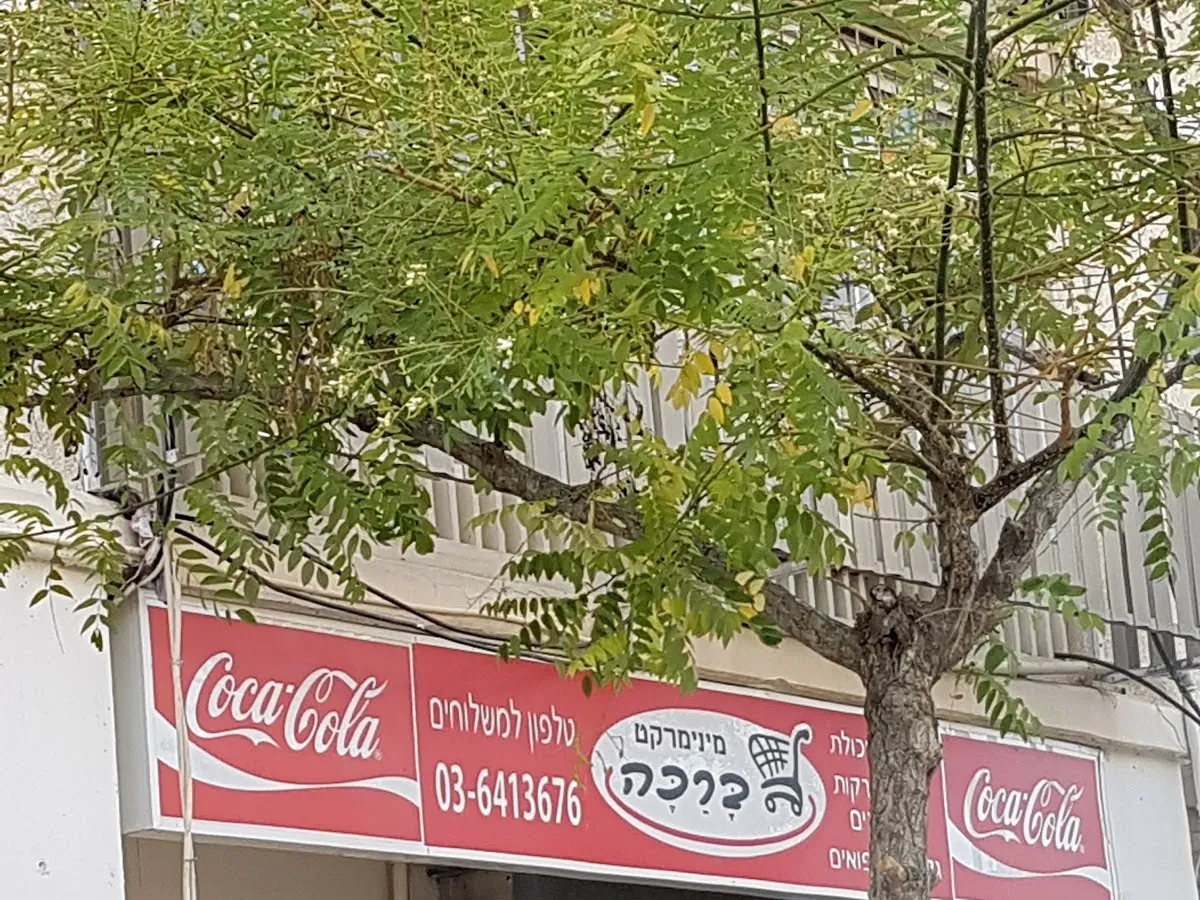 Coca-Cola
טלפון למשלוחים
03-6413676
מינימרקט
בָּרַכָּה
Coca-Cola